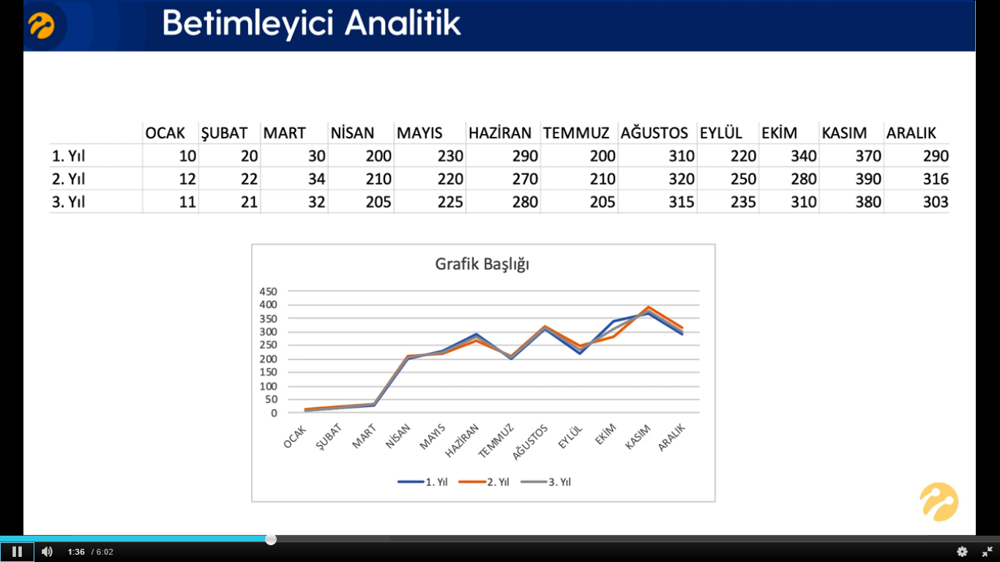 Betimleyici Analitik
OCAK ŞUBAT MART NİSAN MAYIS HAZİRAN TEMMUZ AĞUSTOS EYLÜL EKİM KASIM ARALIK
1. Yıl 10 20 30 200 230 290 200 310 220 340 370 290
2. Yıl 12 22 34 210 220 270 210 320 250 280 390 316
3. Yıl 11 21 32 205 225 280 205 315 235 310 380 303
Grafik Başlığı
450
400
350
300
250
200
150
100
50
0
OCAK ŞUBAT MART NİSAN MAYIS HAZİRAN TEMMUZ AĞUSTOS EYLÜL EKİM KASIM ARALIK
1. Yıl 2. Yıl 3. Yıl
1:36 / 6:02